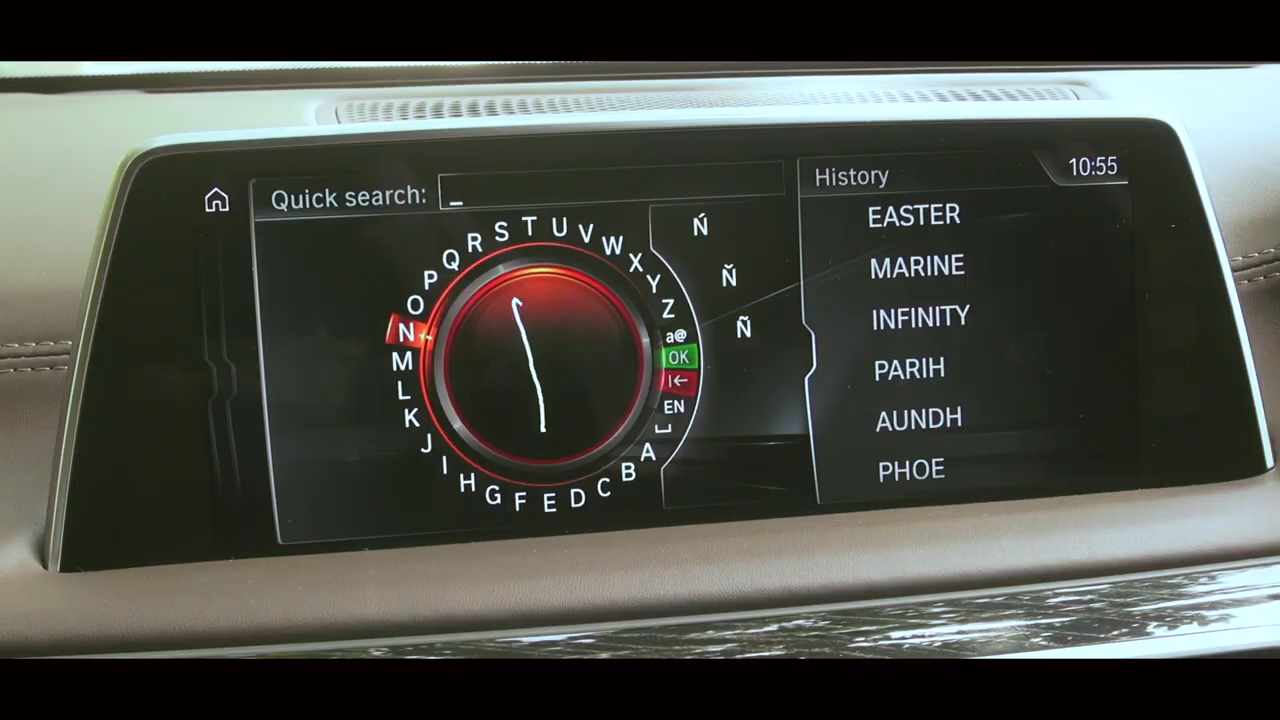 Quick search: _
History
10:55
EASTER
MARINE
INFINITY
PARIH
AUNDH
PHOE
A B C D E F G H I J K L M N O P Q R S T U V W X Y Z
a@
OK
EN
Ń
Ň
Ñ